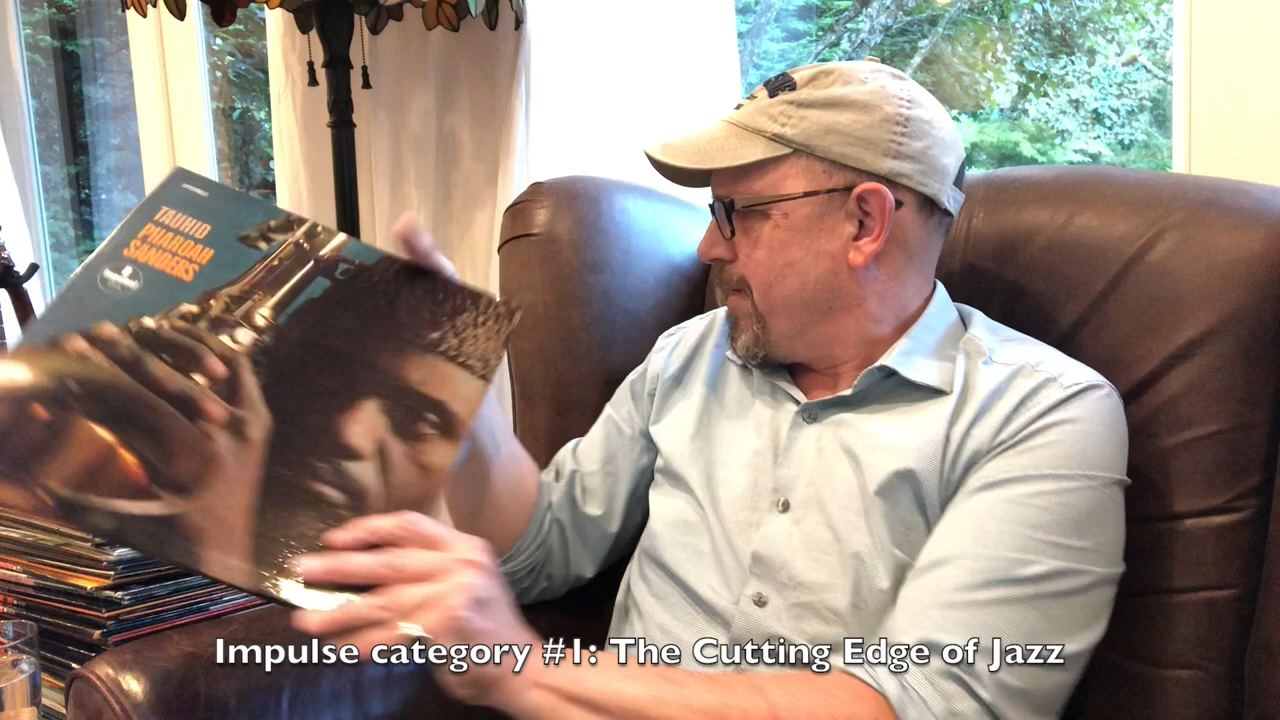 TAUHID
PHAROAH
SANDERS
Impulse category #1: The Cutting Edge of Jazz